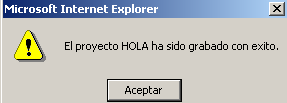 Microsoft Internet Explorer
El proyecto HOLA ha sido grabado con exito.
Aceptar